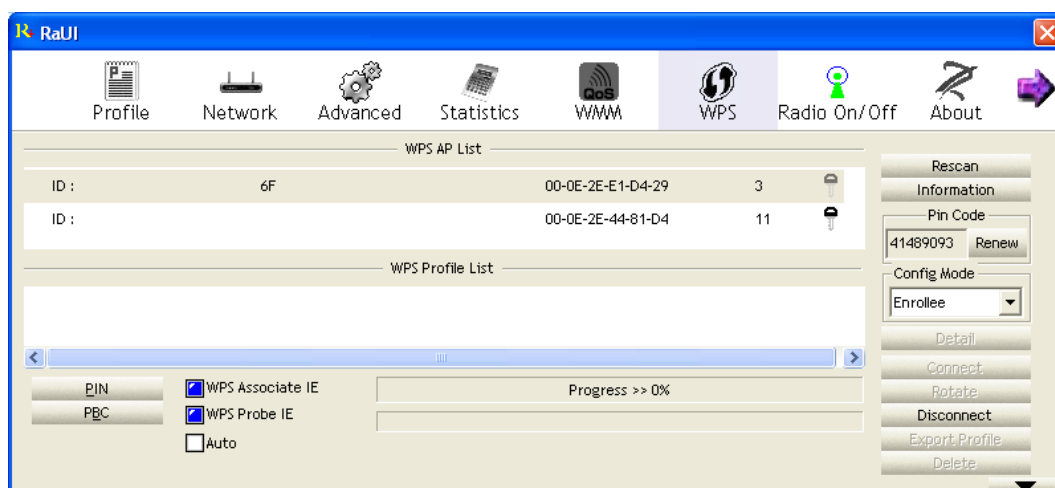 RaUI
Profile Network Advanced Statistics QoS WMM WPS Radio On/Off About
WPS AP List
ID : 6F 00-0E-2E-E1-D4-29 3
ID : 00-0E-2E-44-81-D4 11
WPS Profile List
PIN
PBC
WPS Associate IE
WPS Probe IE
Auto
Progress >> 0%
Rescan
Information
Pin Code
41489093 Renew
Config Mode
Enrollee
Detail
Connect
Rotate
Disconnect
Export Profile
Delete